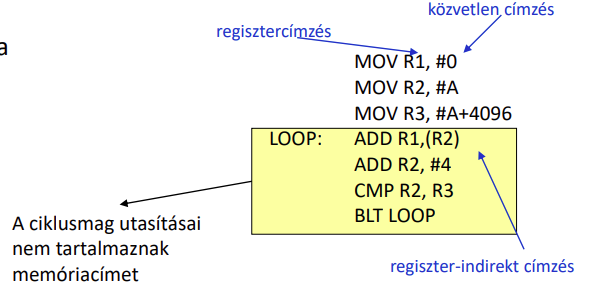 közvetlen címzés
regisztercímzés
a
MOV R1, #0
MOV R2, #A
MOV R3, #A+4096
LOOP: ADD R1,(R2)
ADD R2, #4
CMP R2, R3
BLT LOOP
A ciklusmag utasításai
nem tartalmaznak
memóriacímet
regiszter-indirekt címzés